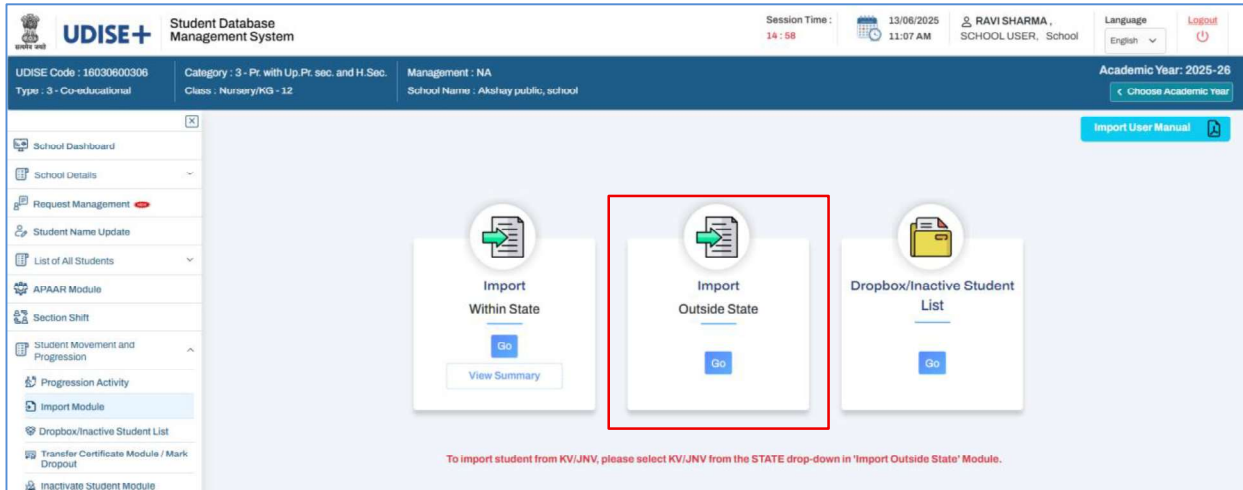 सत्यमेव जयते
UDISE+
Student Database
Management System
Session Time :
14 : 58
13/06/2025
11:07 AM
RAVI SHARMA ,
SCHOOL USER, School
Language
English
Logout
UDISE Code : 16030600306
Type : 3 - Co-educational
Category : 3 - Pr. with Up.Pr. sec. and H.Sec.
Class : Nursery/KG - 12
Management : NA
School Name : Akshay public, school
Academic Year: 2025-26
Choose Academic Year
Import User Manual
School Dashboard
School Details
Request Management
Student Name Update
List of All Students
APAAR Module
Section Shift
Student Movement and
Progression
Progression Activity
Import Module
Dropbox/Inactive Student List
Transfer Certificate Module / Mark
Dropout
Inactivate Student Module
Import
Within State
Go
View Summary
Import
Outside State
Go
Dropbox/Inactive Student
List
Go
To import student from KV/JNV, please select KV/JNV from the STATE drop-down in 'Import Outside State' Module.